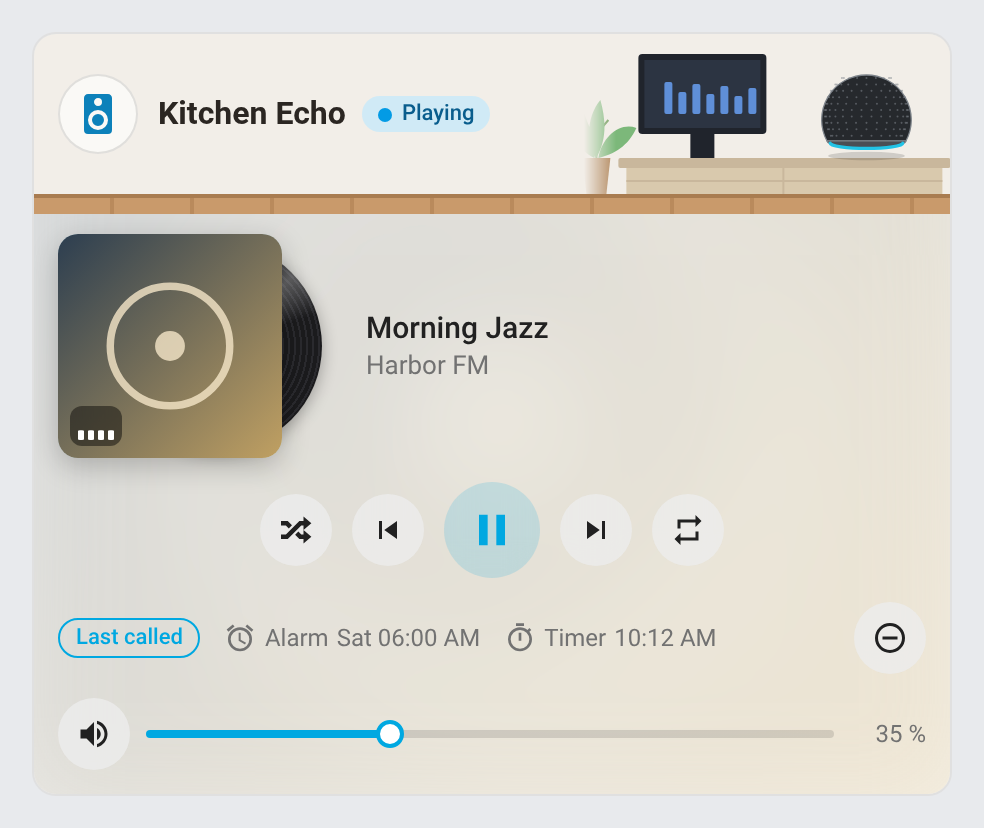 Kitchen Echo
Playing
Morning Jazz
Harbor FM
Last called
Alarm Sat 06:00 AM
Timer 10:12 AM
35 %